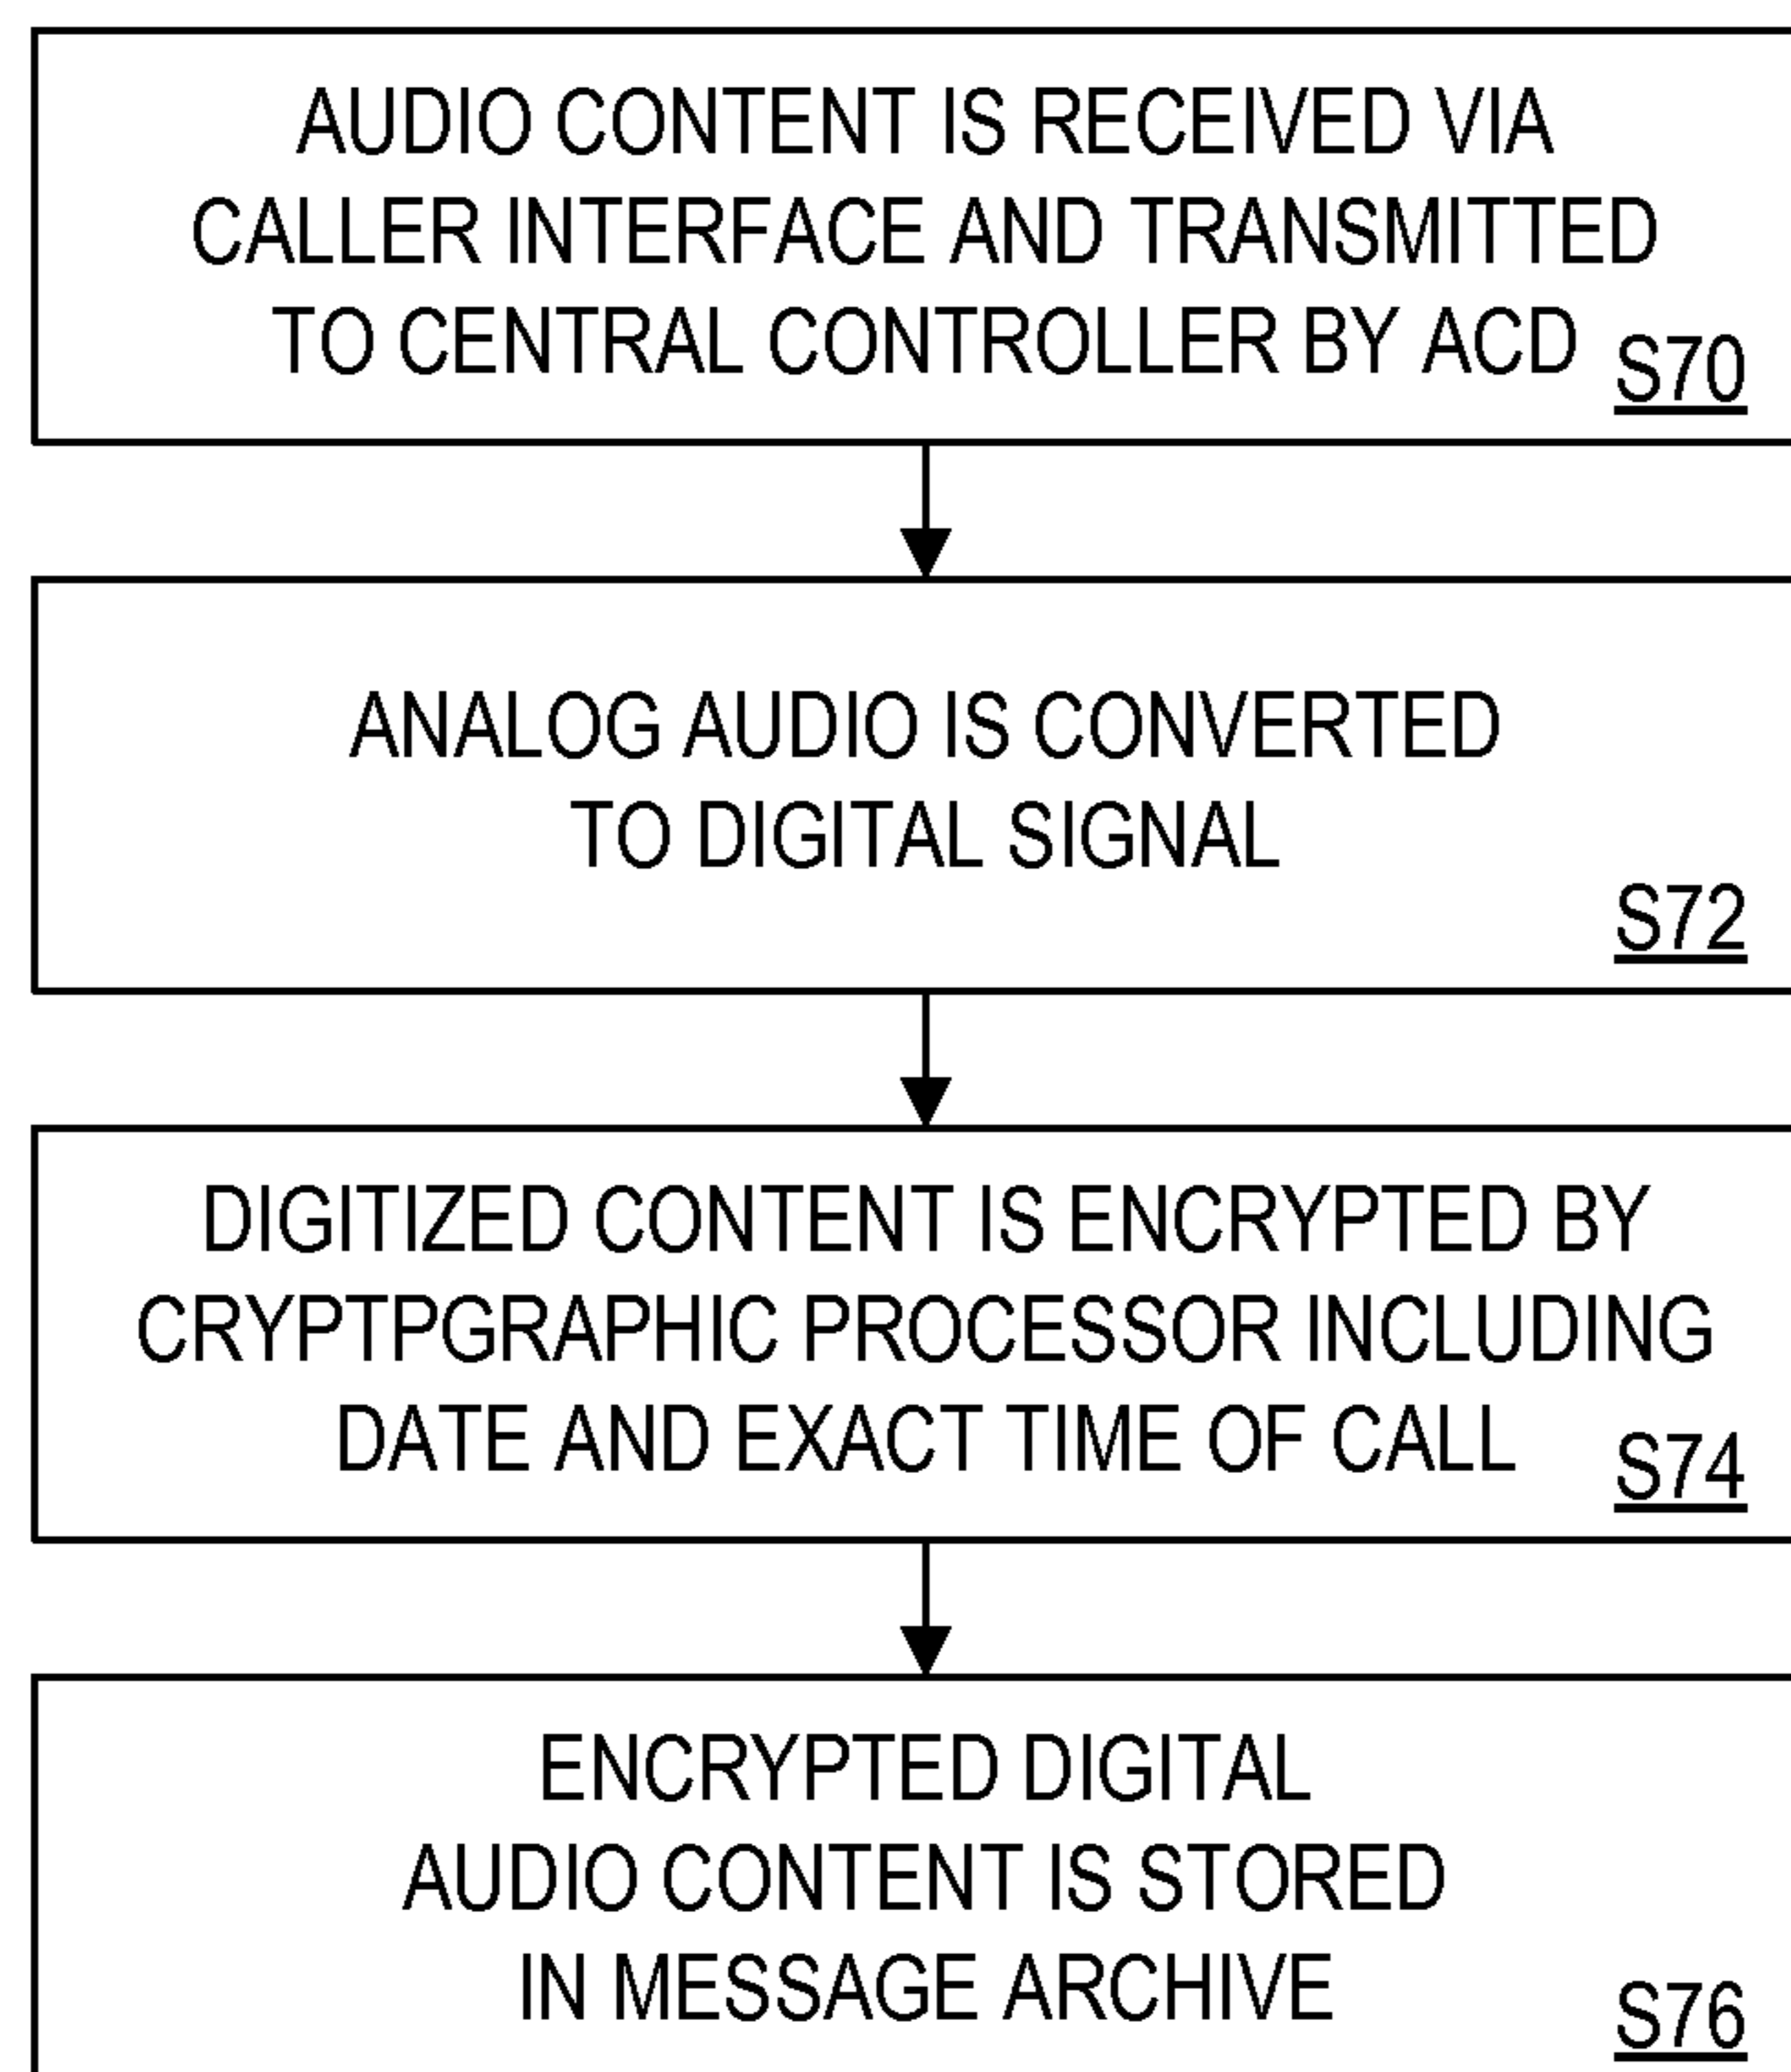 AUDIO CONTENT IS RECEIVED VIA
CALLER INTERFACE AND TRANSMITTED
TO CENTRAL CONTROLLER BY ACD
S70
ANALOG AUDIO IS CONVERTED
TO DIGITAL SIGNAL
S72
DIGITIZED CONTENT IS ENCRYPTED BY
CRYPTPGRAPHIC PROCESSOR INCLUDING
DATE AND EXACT TIME OF CALL
S74
ENCRYPTED DIGITAL
AUDIO CONTENT IS STORED
IN MESSAGE ARCHIVE
S76